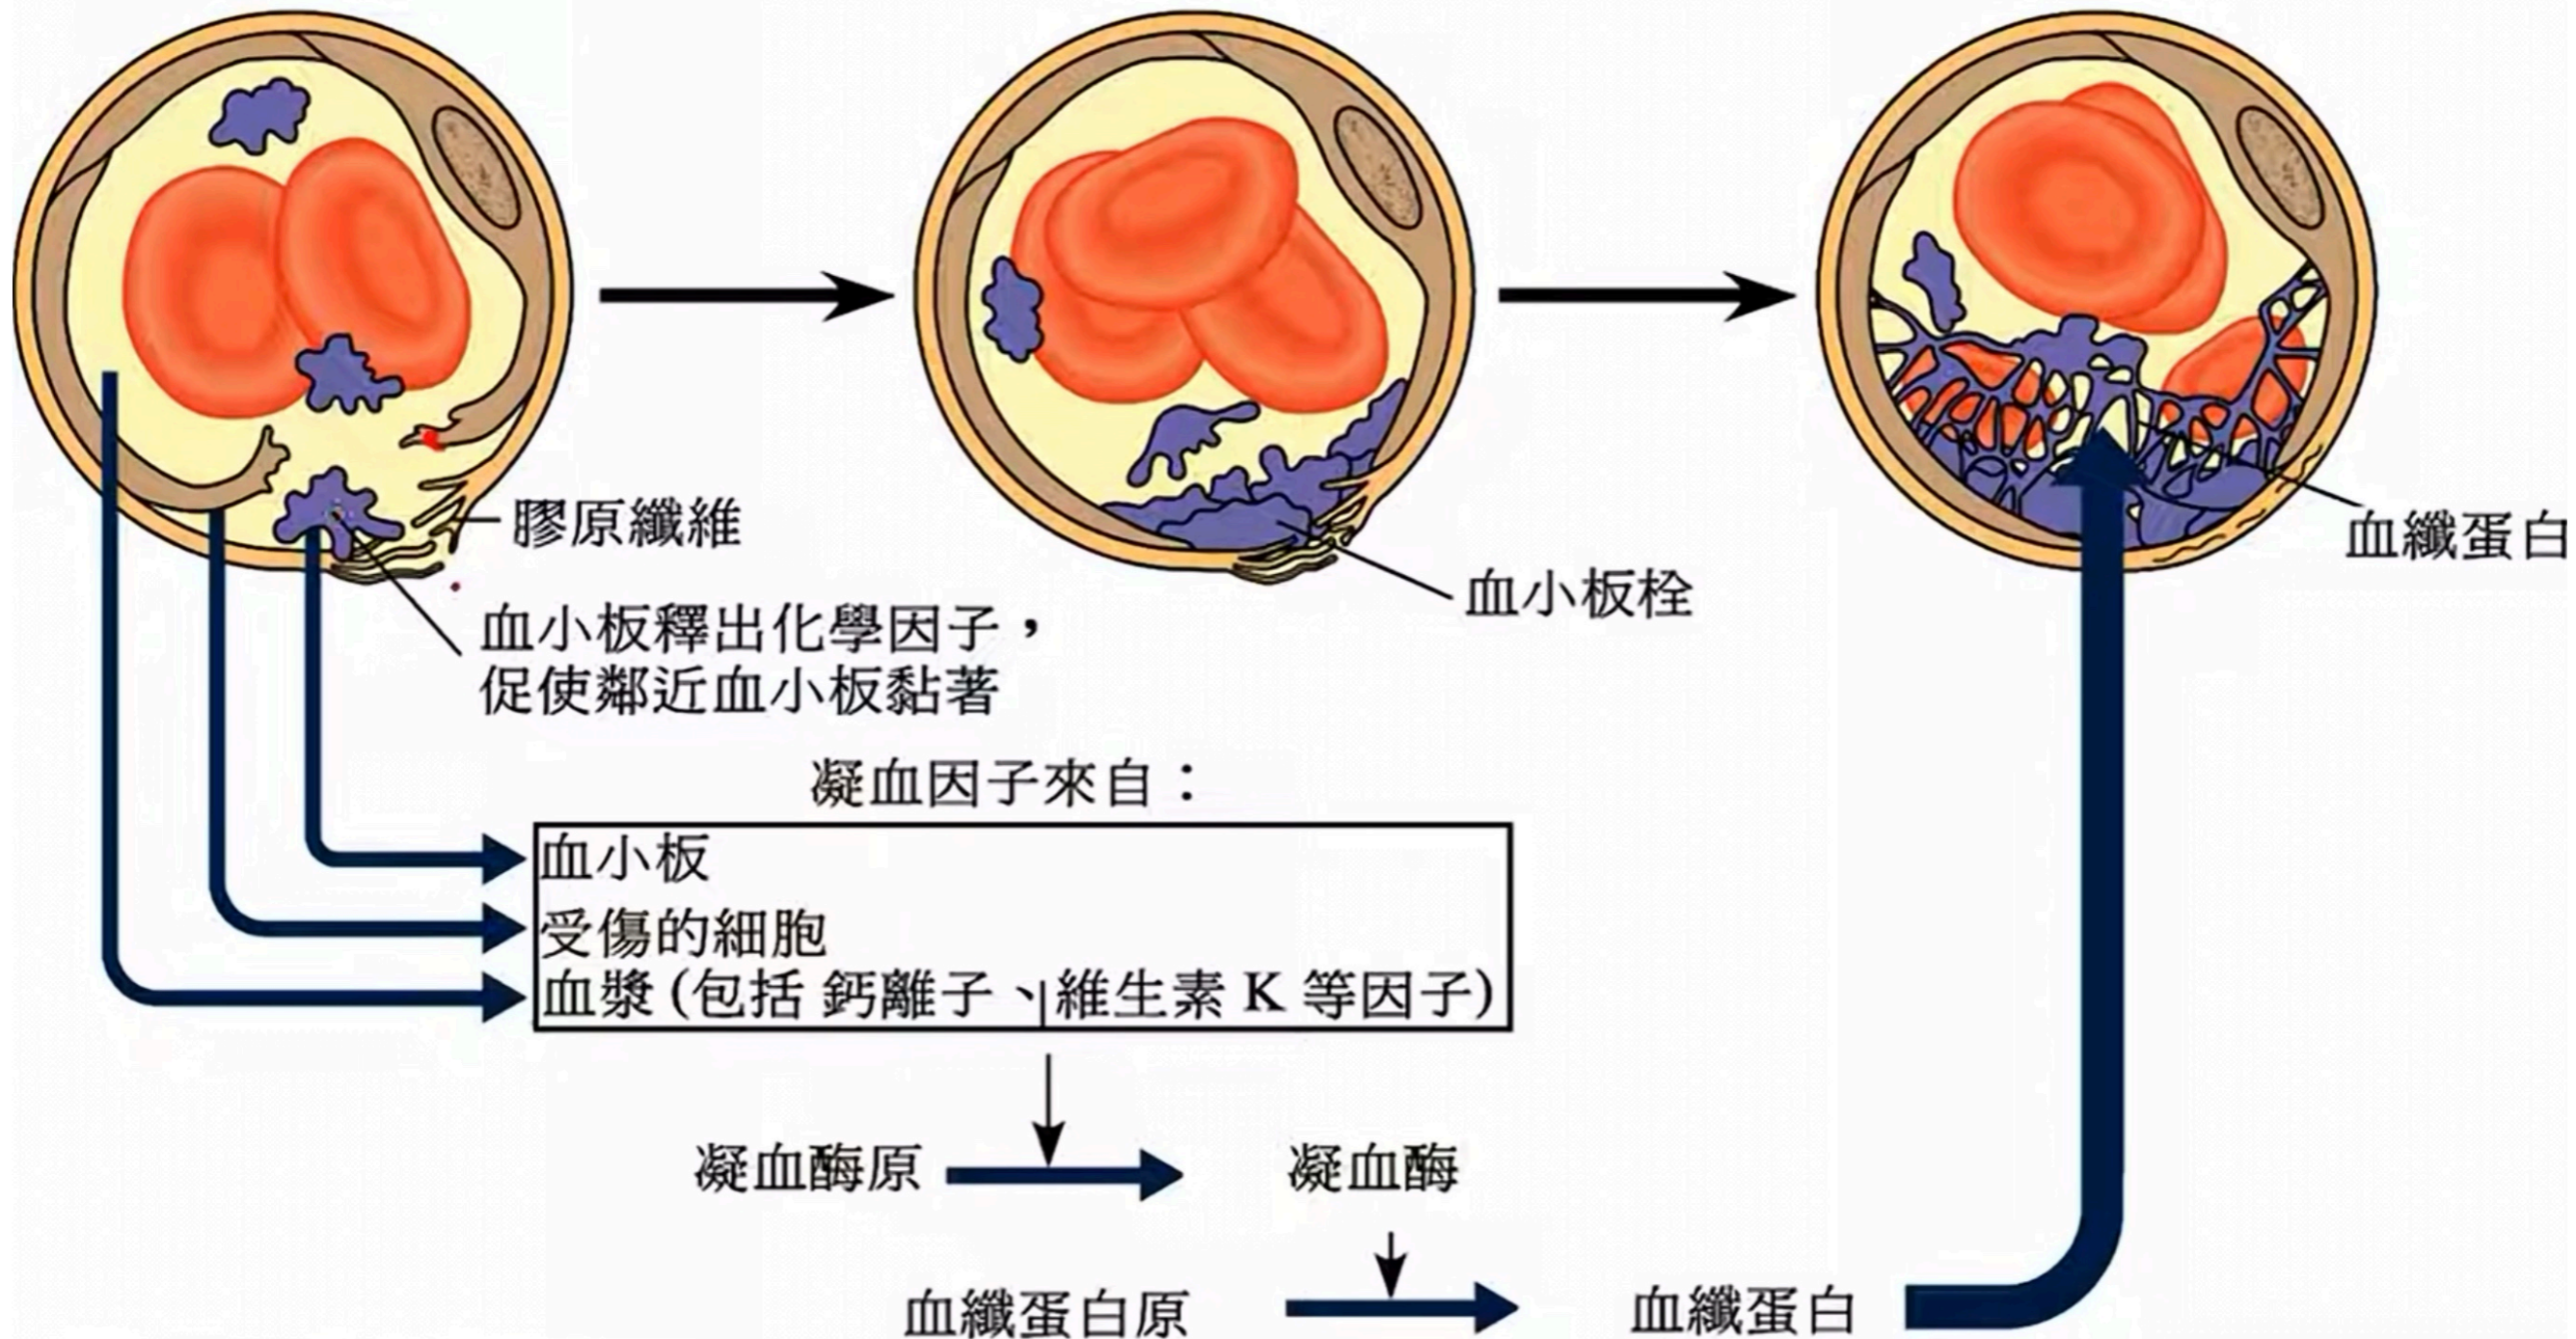 膠原纖維
血小板釋出化學因子，
促使鄰近血小板黏著
血小板栓
血纖蛋白
凝血因子來自：
血小板
受傷的細胞
血漿 (包括 鈣離子、維生素 K 等因子)
凝血酶原
凝血酶
血纖蛋白原
血纖蛋白